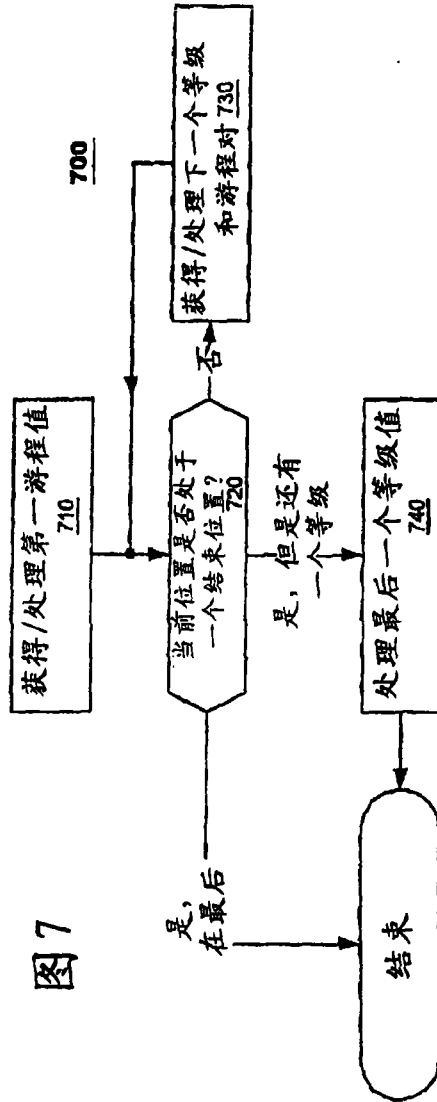 图7
700
获得/处理第一游程值
710
当前位置是否处于
一个结束位置?
720
否
获得/处理下一个等级
和游程对730
是，但是还有
一个等级
处理最后一个等级值
740
是，
在最后
结束